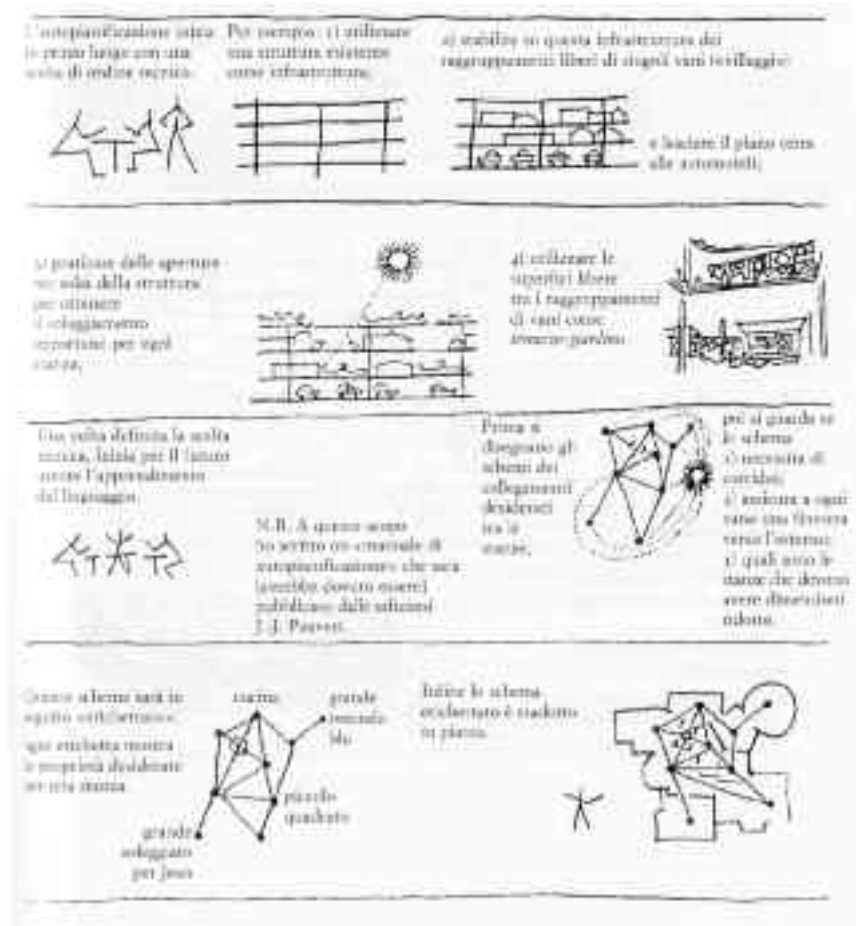 L'autopianificazione inizia
in primo luogo con una
scelta di ordine tecnico.
Per esempio: 1) utilizzare
una struttura esistente
come infrastruttura;
2) stabilire su questa infrastruttura dei
raggruppamenti liberi di singoli vani («villaggio»)
e lasciare il piano terra
alle automobili;
3) praticare delle aperture
nei solai della struttura
per ottenere
il soleggiamento
necessario per ogni
stanza;
4) utilizzare le
superfici libere
tra i raggruppamenti
di vani come
terrazze-giardino.
Una volta definita la scelta
tecnica, inizia per il futuro
utente l'apprendimento
del linguaggio.
N.B. A questo scopo
ho scritto un «manuale di
autopianificazione» che sarà
(avrebbe dovuto essere)
pubblicato dalle edizioni
J.-J. Pauvert.
Prima si
disegnano gli
schemi dei
collegamenti
desiderati
tra le
stanze,
poi si guarda se
lo schema
1) necessita di
corridoi;
2) assicura a ogni
vano una finestra
verso l'esterno;
3) quali sono le
stanze che devono
avere dimensioni
ridotte.
Questo schema sarà in
seguito «etichettato»:
ogni etichetta mostra
le proprietà desiderate
per una stanza.
cucina
grande
rotondo
blu
piccolo
quadrato
grande
soleggiato
per Jean
Infine lo schema
etichettato è tradotto
in pianta.